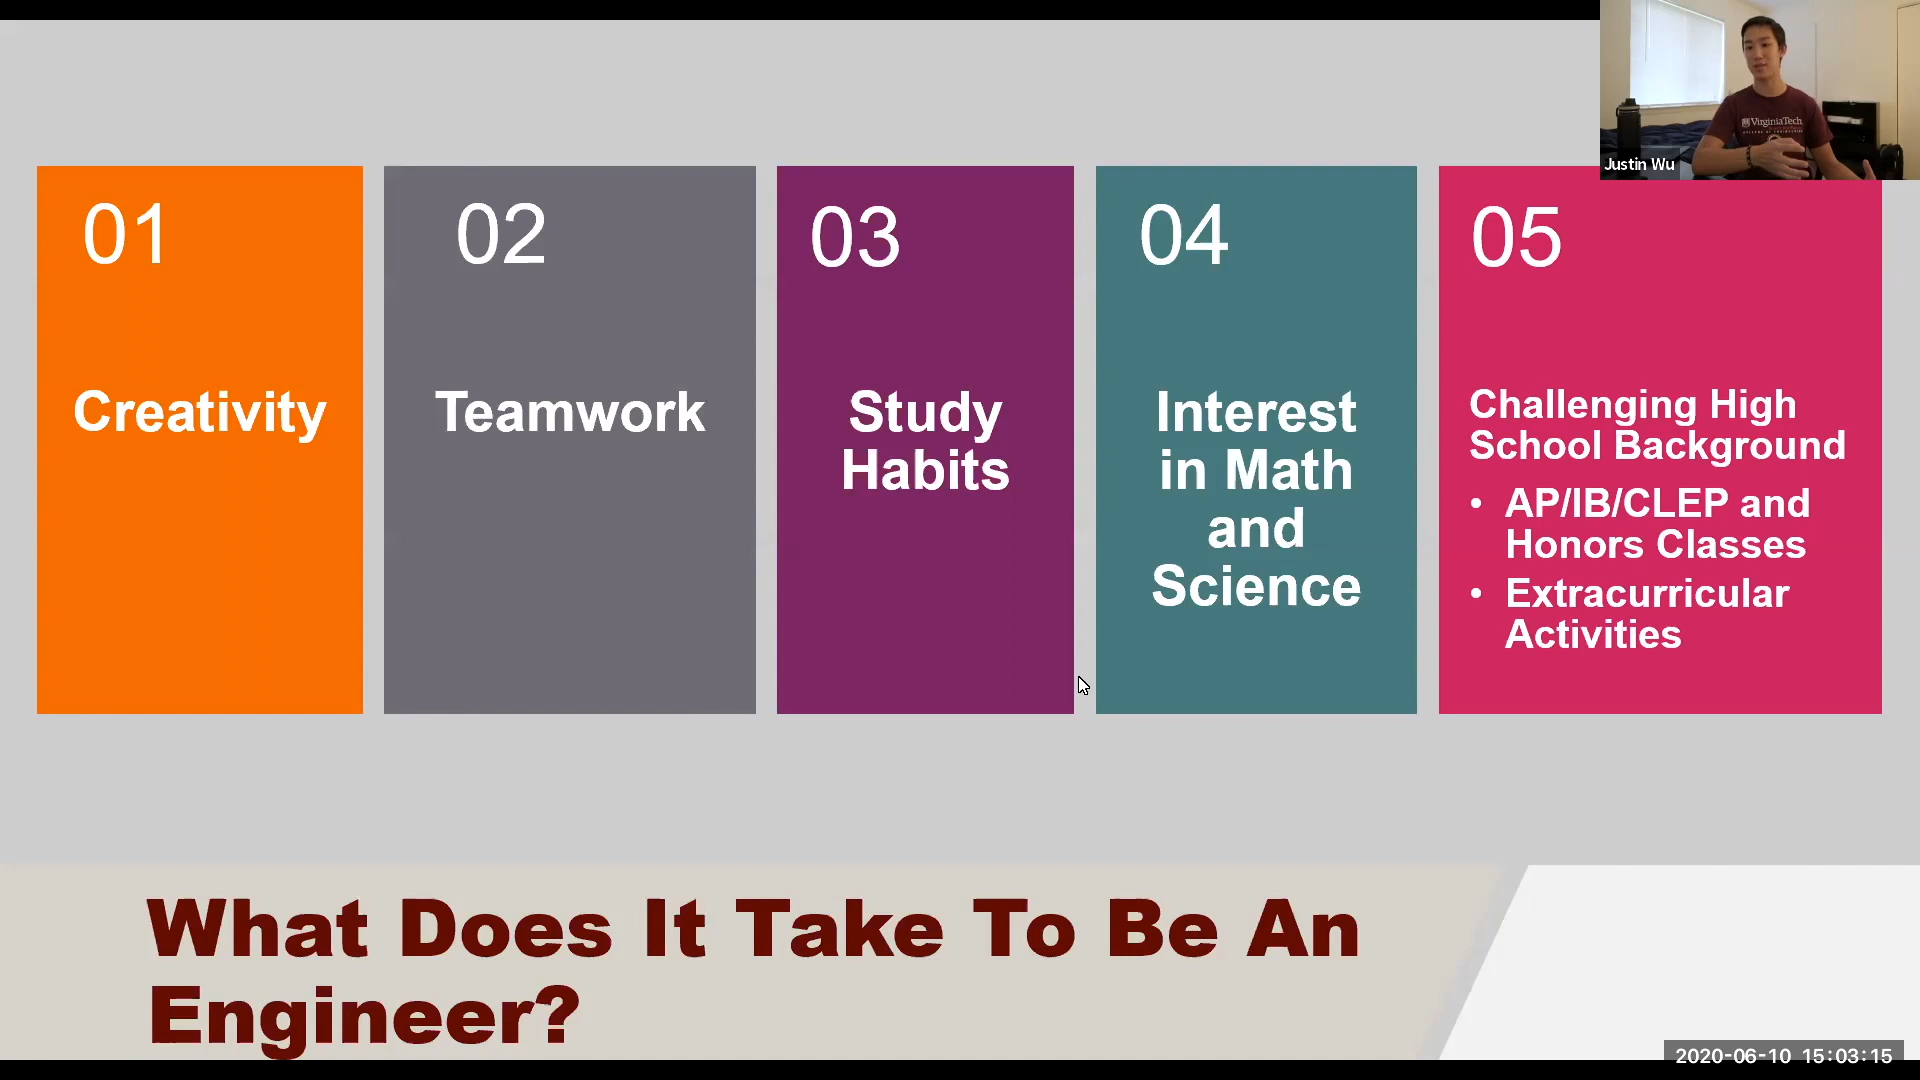 Justin Wu
VirginiaTech
01
Creativity
02
Teamwork
03
Study
Habits
04
Interest
in Math
and
Science
05
Challenging High
School Background
• AP/IB/CLEP and
Honors Classes
• Extracurricular
Activities
What Does It Take To Be An
Engineer?
2020-06-10 15:03:15